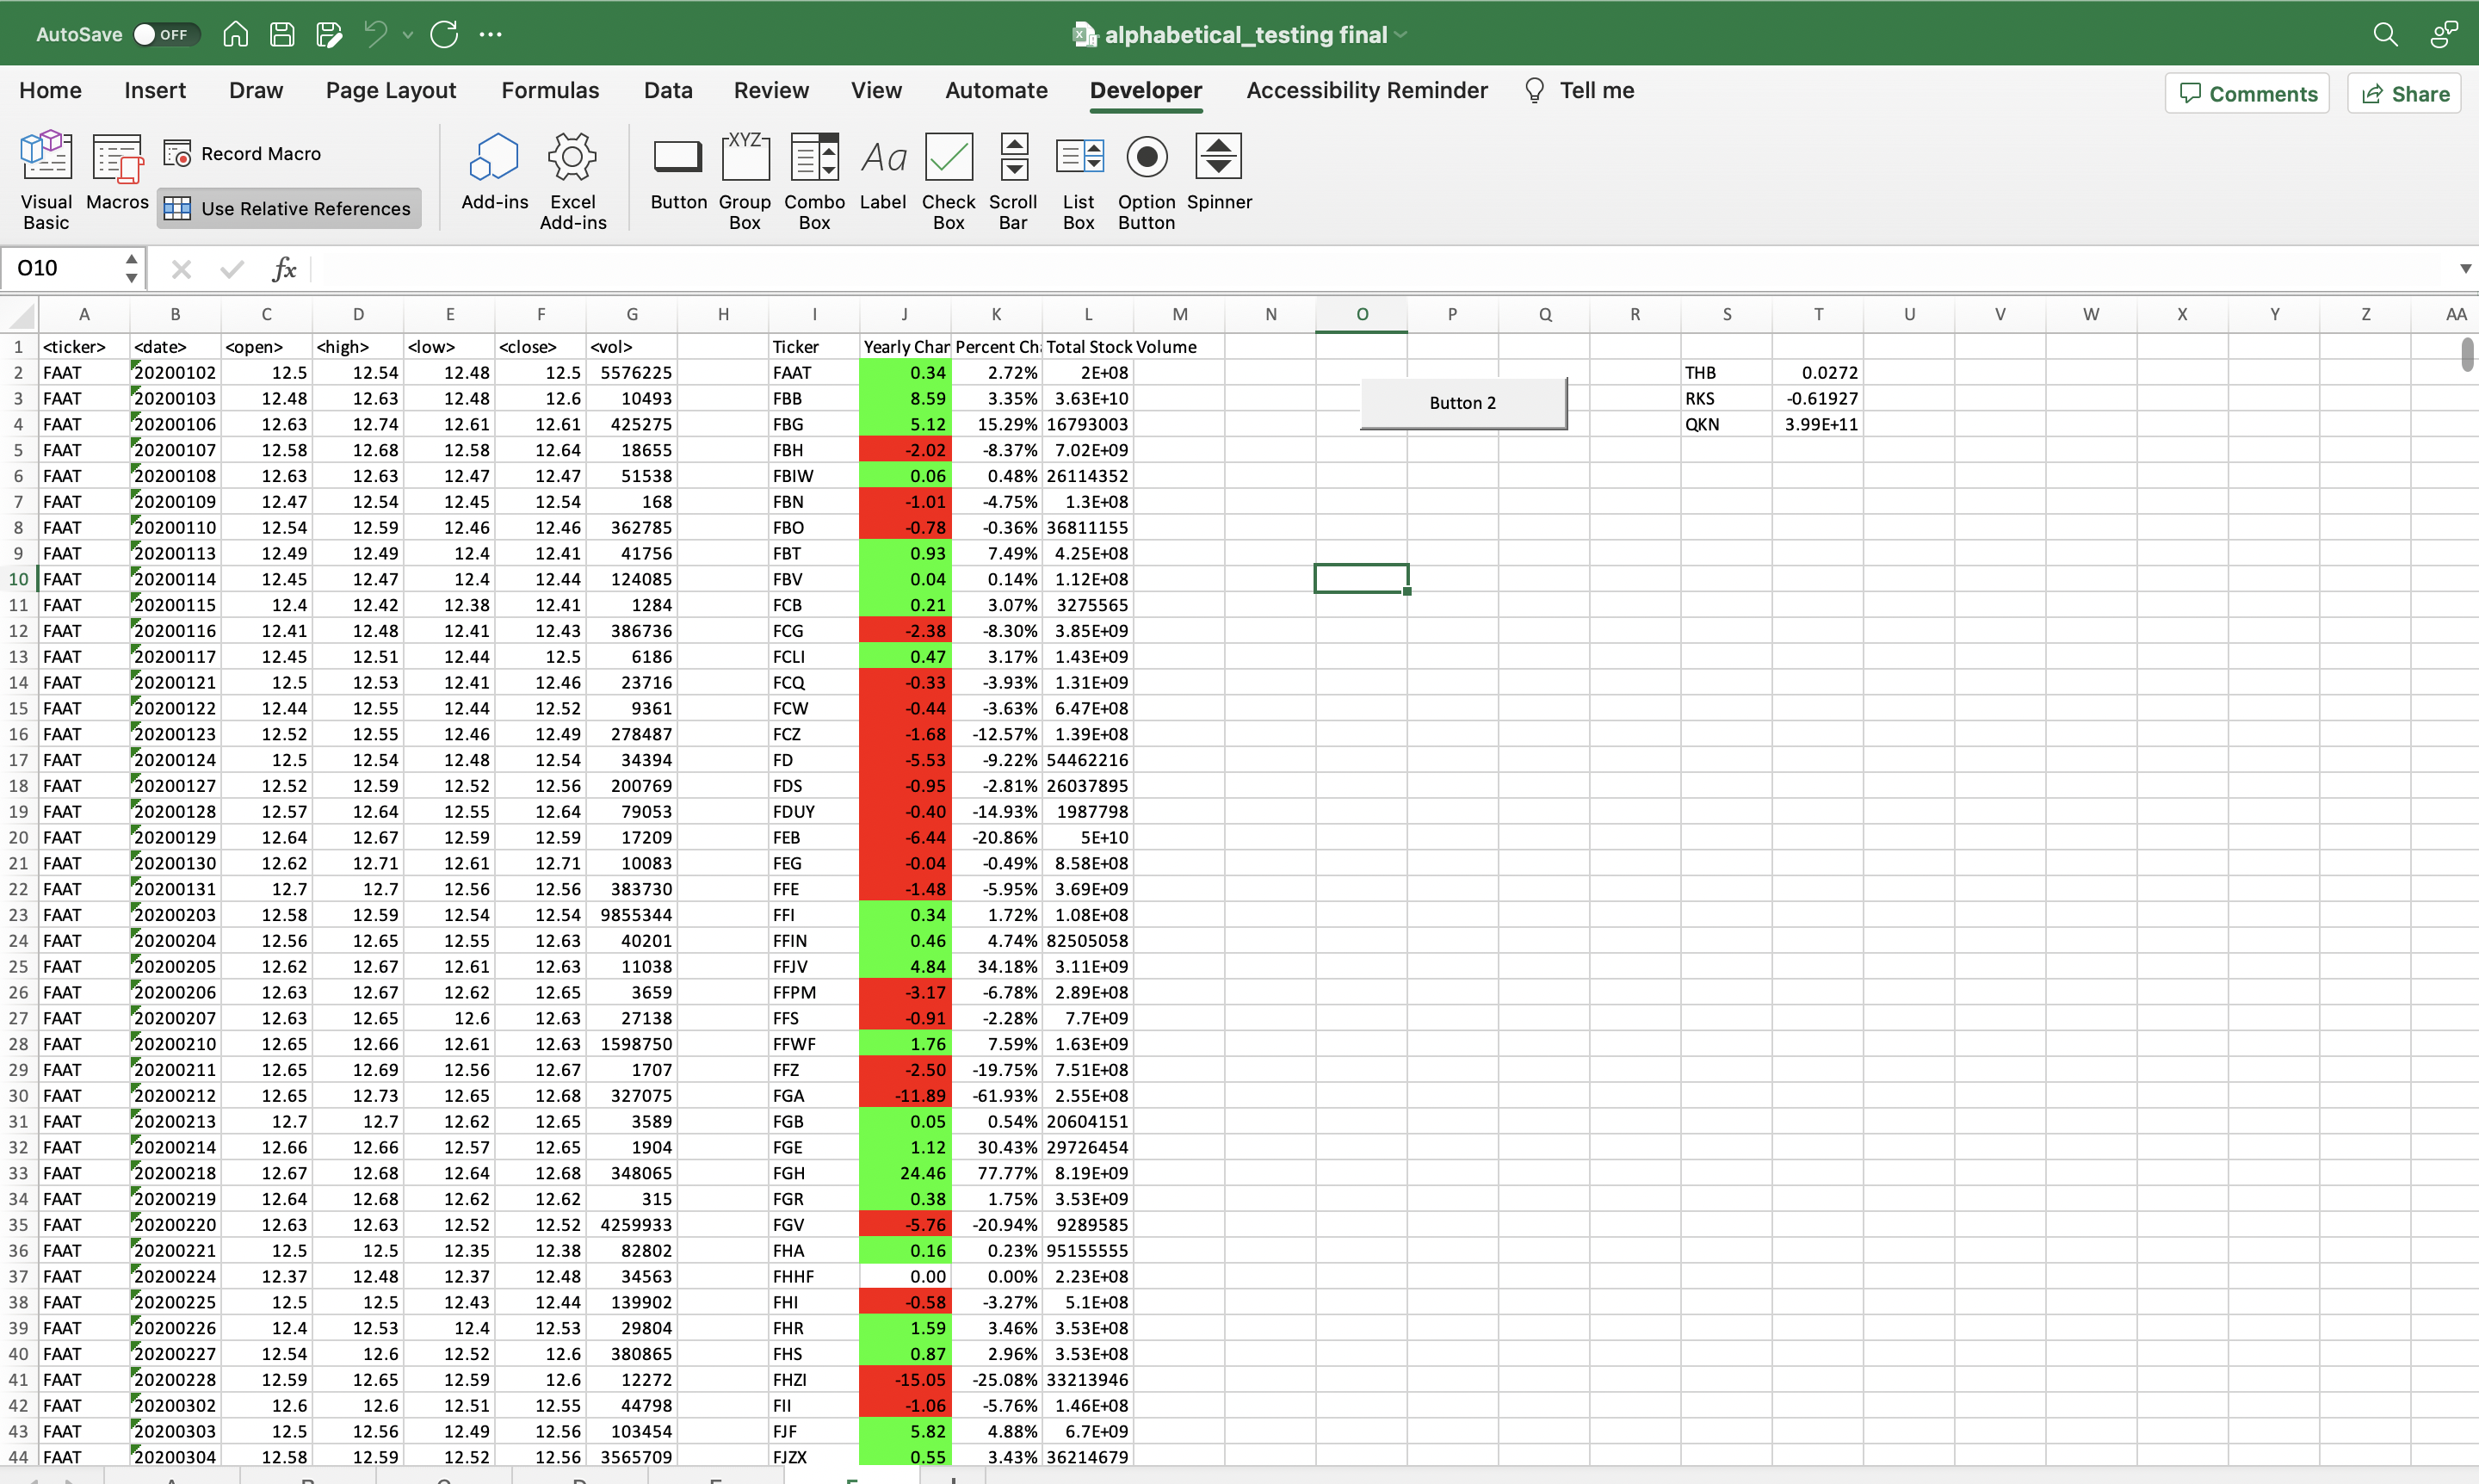 AutoSave OFF alphabetical_testing final
Home Insert Draw Page Layout Formulas Data Review View Automate Developer Accessibility Reminder Tell me Comments Share
Visual Basic Macros Record Macro Use Relative References Add-ins Excel Add-ins Button XYZ Group Box Combo Box Aa Label Check Box Scroll Bar List Box Option Button Spinner
O10 fx
A B C D E F G H I J K L M N O P Q R S T U V W X Y Z AA
1 <ticker> <date> <open> <high> <low> <close> <vol> Ticker Yearly Char Percent Ch Total Stock Volume
2 FAAT 20200102 12.5 12.54 12.48 12.5 5576225 FAAT 0.34 2.72% 2E+08 THB 0.0272
3 FAAT 20200103 12.48 12.63 12.48 12.6 10493 FBB 8.59 3.35% 3.63E+10 Button 2 RKS -0.61927
4 FAAT 20200106 12.63 12.74 12.61 12.61 425275 FBG 5.12 15.29% 16793003 QKN 3.99E+11
5 FAAT 20200107 12.58 12.68 12.58 12.64 18655 FBH -2.02 -8.37% 7.02E+09
6 FAAT 20200108 12.63 12.63 12.47 12.47 51538 FBIW 0.06 0.48% 26114352
7 FAAT 20200109 12.47 12.54 12.45 12.54 168 FBN -1.01 -4.75% 1.3E+08
8 FAAT 20200110 12.54 12.59 12.46 12.46 362785 FBO -0.78 -0.36% 36811155
9 FAAT 20200113 12.49 12.49 12.4 12.41 41756 FBT 0.93 7.49% 4.25E+08
10 FAAT 20200114 12.45 12.47 12.4 12.44 124085 FBV 0.04 0.14% 1.12E+08
11 FAAT 20200115 12.4 12.42 12.38 12.41 1284 FCB 0.21 3.07% 3275565
12 FAAT 20200116 12.41 12.48 12.41 12.43 386736 FCG -2.38 -8.30% 3.85E+09
13 FAAT 20200117 12.45 12.51 12.44 12.5 6186 FCLI 0.47 3.17% 1.43E+09
14 FAAT 20200121 12.5 12.53 12.41 12.46 23716 FCQ -0.33 -3.93% 1.31E+09
15 FAAT 20200122 12.44 12.55 12.44 12.52 9361 FCW -0.44 -3.63% 6.47E+08
16 FAAT 20200123 12.52 12.55 12.46 12.49 278487 FCZ -1.68 -12.57% 1.39E+08
17 FAAT 20200124 12.5 12.54 12.48 12.54 34394 FD -5.53 -9.22% 54462216
18 FAAT 20200127 12.52 12.59 12.52 12.56 200769 FDS -0.95 -2.81% 26037895
19 FAAT 20200128 12.57 12.64 12.55 12.64 79053 FDUY -0.40 -14.93% 1987798
20 FAAT 20200129 12.64 12.67 12.59 12.59 17209 FEB -6.44 -20.86% 5E+10
21 FAAT 20200130 12.62 12.71 12.61 12.71 10083 FEG -0.04 -0.49% 8.58E+08
22 FAAT 20200131 12.7 12.7 12.56 12.56 383730 FFE -1.48 -5.95% 3.69E+09
23 FAAT 20200203 12.58 12.59 12.54 12.54 9855344 FFI 0.34 1.72% 1.08E+08
24 FAAT 20200204 12.56 12.65 12.55 12.63 40201 FFIN 0.46 4.74% 82505058
25 FAAT 20200205 12.62 12.67 12.61 12.63 11038 FFJV 4.84 34.18% 3.11E+09
26 FAAT 20200206 12.63 12.67 12.62 12.65 3659 FFPM -3.17 -6.78% 2.89E+08
27 FAAT 20200207 12.63 12.65 12.6 12.63 27138 FFS -0.91 -2.28% 7.7E+09
28 FAAT 20200210 12.65 12.66 12.61 12.63 1598750 FFWF 1.76 7.59% 1.63E+09
29 FAAT 20200211 12.65 12.69 12.56 12.67 1707 FFZ -2.50 -19.75% 7.51E+08
30 FAAT 20200212 12.65 12.73 12.65 12.68 327075 FGA -11.89 -61.93% 2.55E+08
31 FAAT 20200213 12.7 12.7 12.62 12.65 3589 FGB 0.05 0.54% 20604151
32 FAAT 20200214 12.66 12.66 12.57 12.65 1904 FGE 1.12 30.43% 29726454
33 FAAT 20200218 12.67 12.68 12.64 12.68 348065 FGH 24.46 77.77% 8.19E+09
34 FAAT 20200219 12.64 12.68 12.62 12.62 315 FGR 0.38 1.75% 3.53E+09
35 FAAT 20200220 12.63 12.63 12.52 12.52 4259933 FGV -5.76 -20.94% 9289585
36 FAAT 20200221 12.5 12.5 12.35 12.38 82802 FHA 0.16 0.23% 95155555
37 FAAT 20200224 12.37 12.48 12.37 12.48 34563 FHHF 0.00 0.00% 2.23E+08
38 FAAT 20200225 12.5 12.5 12.43 12.44 139902 FHI -0.58 -3.27% 5.1E+08
39 FAAT 20200226 12.4 12.53 12.4 12.53 29804 FHR 1.59 3.46% 3.53E+08
40 FAAT 20200227 12.54 12.6 12.52 12.6 380865 FHS 0.87 2.96% 3.53E+08
41 FAAT 20200228 12.59 12.65 12.59 12.6 12272 FHZI -15.05 -25.08% 33213946
42 FAAT 20200302 12.6 12.6 12.51 12.55 44798 FII -1.06 -5.76% 1.46E+08
43 FAAT 20200303 12.5 12.56 12.49 12.56 103454 FJF 5.82 4.88% 6.7E+09
44 FAAT 20200304 12.58 12.59 12.52 12.56 3565709 FJZX 0.55 3.43% 36214679